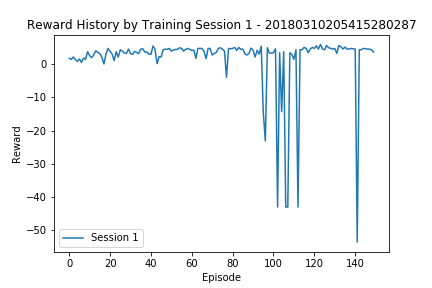 Reward History by Training Session 1 - 20180310205415280287
Reward
0
−10
−20
−30
−40
−50
Session 1
0 20 40 60 80 100 120 140
Episode